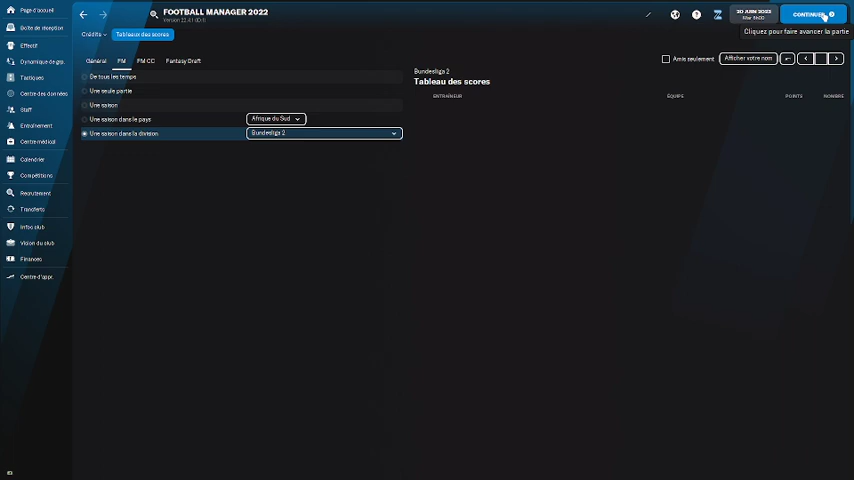 Page d'accueil
Boîte de réception
Effectif
Dynamique de grp.
Tactiques
Centre des données
Staff
Entraînement
Centre médical
Calendrier
Compétitions
Recrutement
Transferts
Infos club
Vision du club
Finances
Centre d'appr.
FOOTBALL MANAGER 2022
Crédits
Tableaux des scores
Mar 8h00
CONTINUER
Cliquez pour faire avancer la partie
Général
FM
FM CC
Fantasy Draft
De tous les temps
Une seule partie
Une saison
Une saison dans le pays
Afrique du Sud
Une saison dans la division
Bundesliga 2
Amis seulement
Afficher votre nom
Bundesliga 2
Tableau des scores
ENTRAÎNEUR
ÉQUIPE
POINTS
NOMBRE